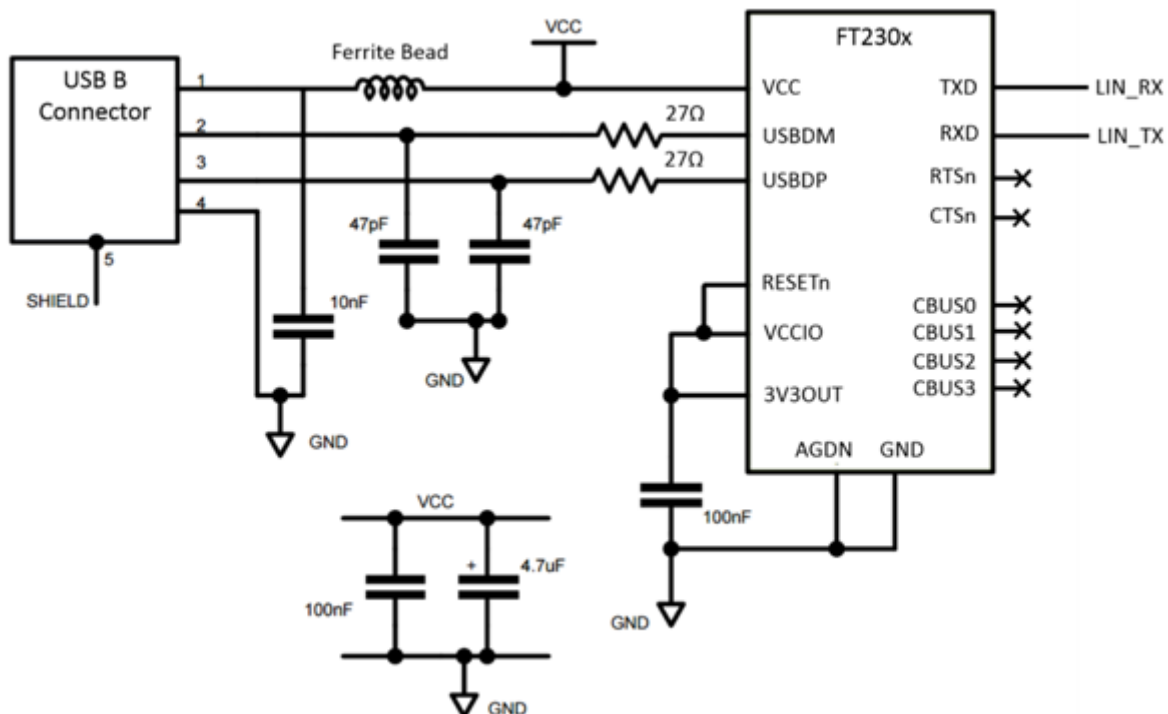 VCC
FT230x
Ferrite Bead
USB B
Connector
1
VCC
TXD
LIN_RX
27Ω
2
USBDM
RXD
LIN_TX
27Ω
3
USBDP
RTSn
4
CTSn
47pF
47pF
5
SHIELD
10nF
RESETn
CBUS0
VCCIO
CBUS1
CBUS2
GND
3V3OUT
CBUS3
GND
AGDN
GND
VCC
100nF
+
4.7uF
100nF
GND
GND